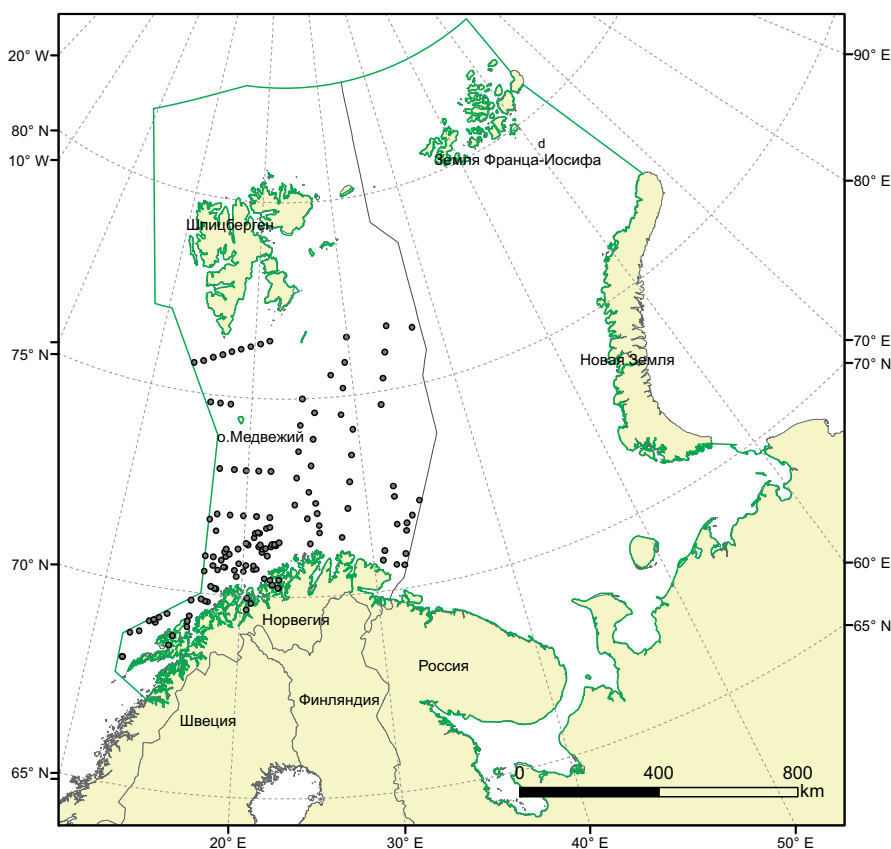 20° W
90° E
80° N
d
10° W
Земля Франца-Иосифа
80° E
Шпицберген
70° E
75° N
Новая Земля
70° N
о.Медвежий
70° N
60° E
Норвегия
65° N
Россия
Финляндия
Швеция
65° N
0 400 800
km
20° E 30° E 40° E 50° E